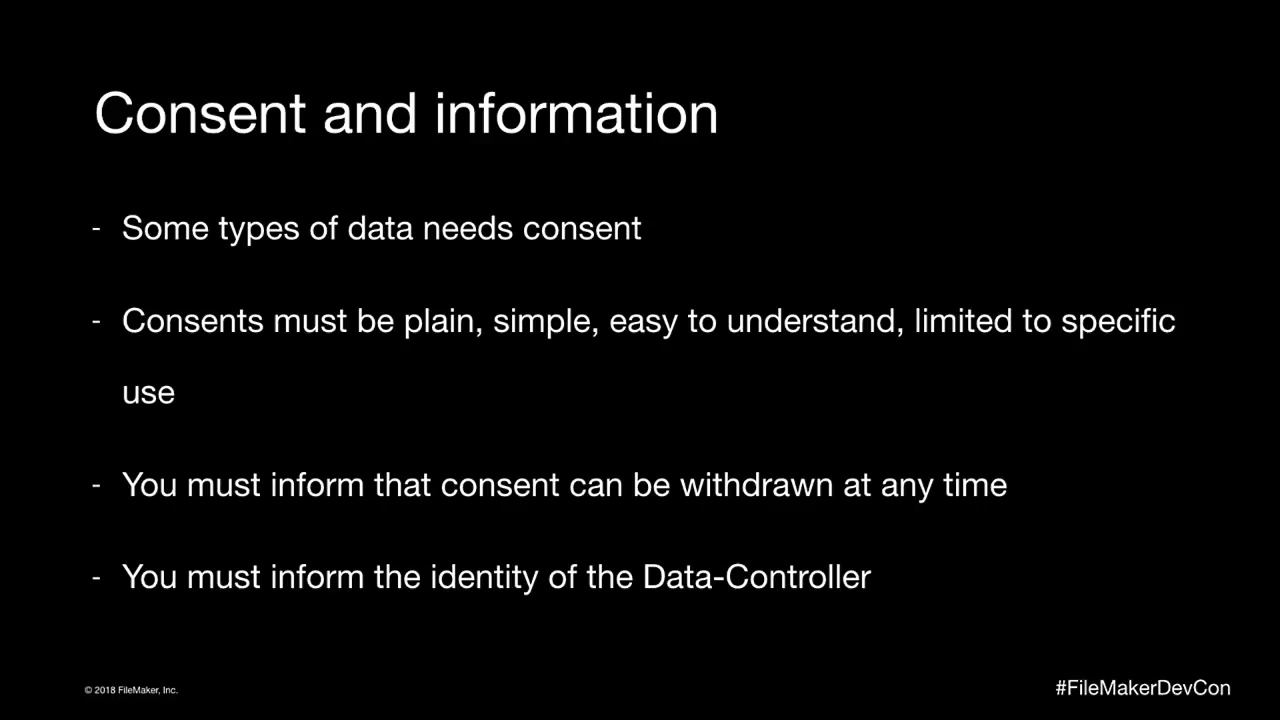 Consent and information
- Some types of data needs consent
- Consents must be plain, simple, easy to understand, limited to specific
use
- You must inform that consent can be withdrawn at any time
- You must inform the identity of the Data-Controller
© 2018 FileMaker, Inc.
#FileMakerDevCon